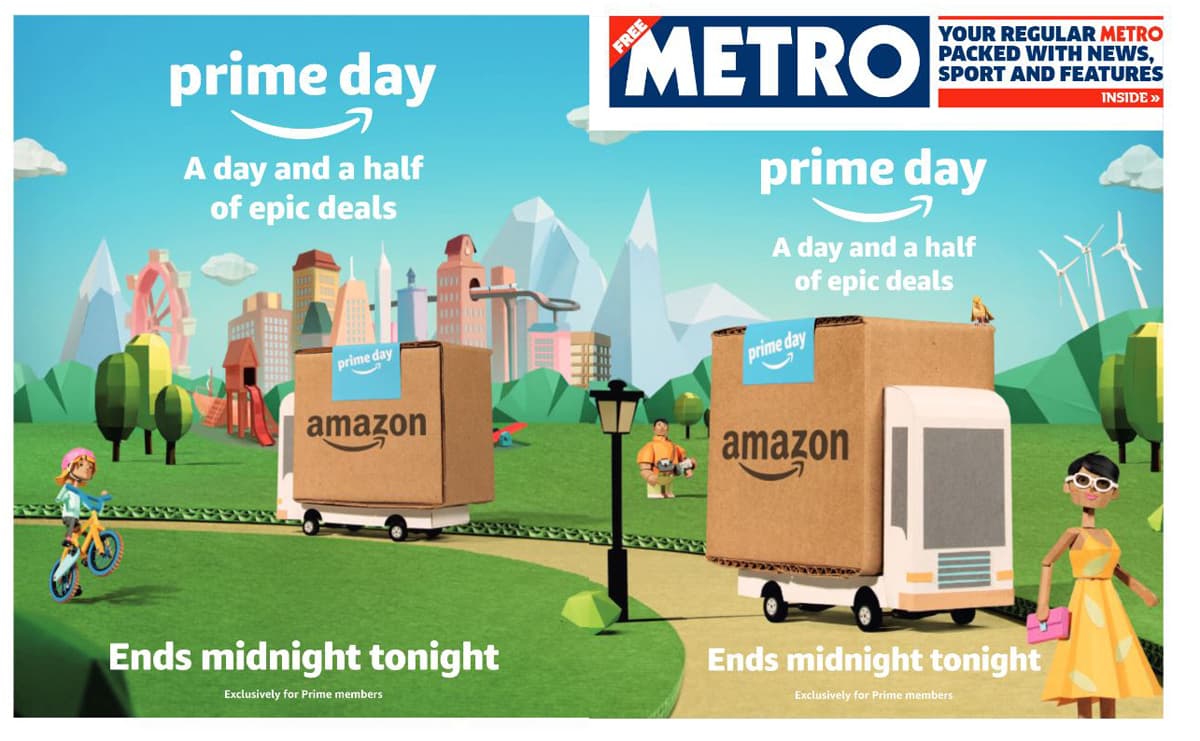 prime day
A day and a half
of epic deals
prime day
amazon
Ends midnight tonight
Exclusively for Prime members
FREE
METRO
YOUR REGULAR METRO
PACKED WITH NEWS,
SPORT AND FEATURES
INSIDE »
prime day
A day and a half
of epic deals
prime day
amazon
Ends midnight tonight
Exclusively for Prime members